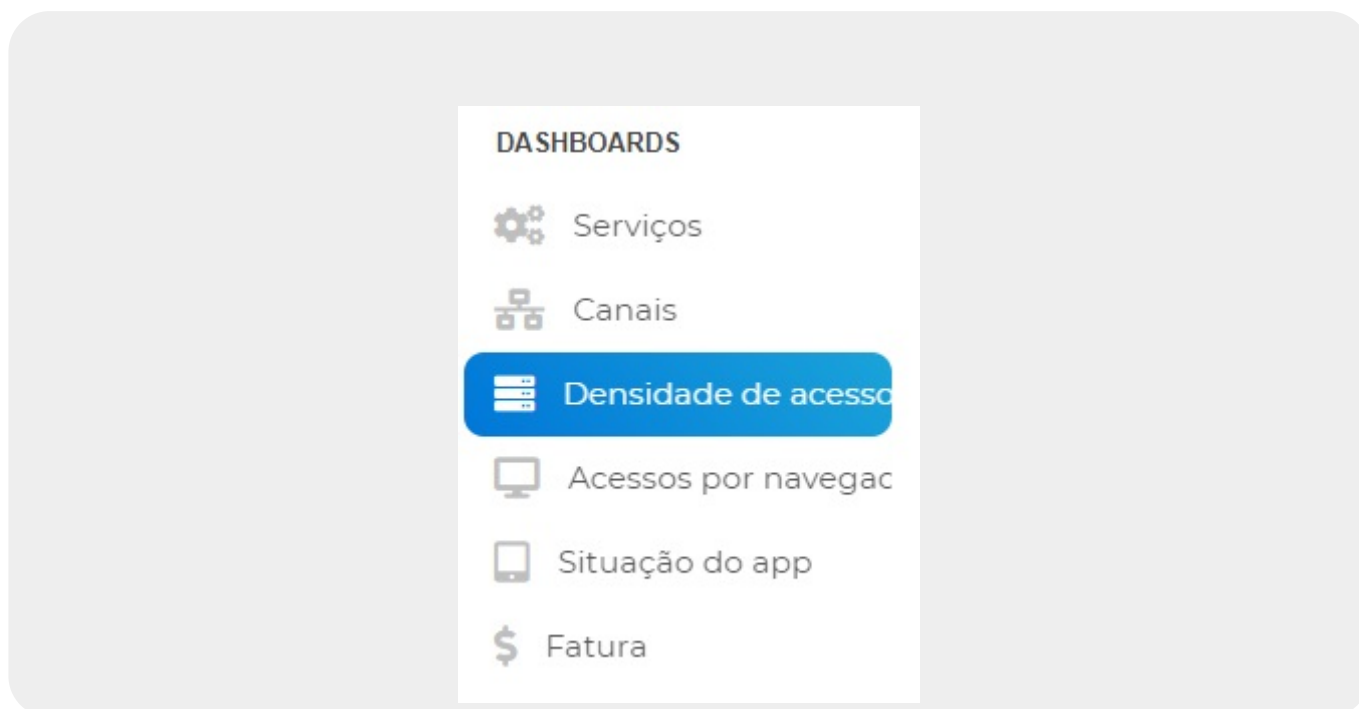 DASHBOARDS
Serviços
Canais
Densidade de acesso
Acessos por navegac
Situação do app
Fatura